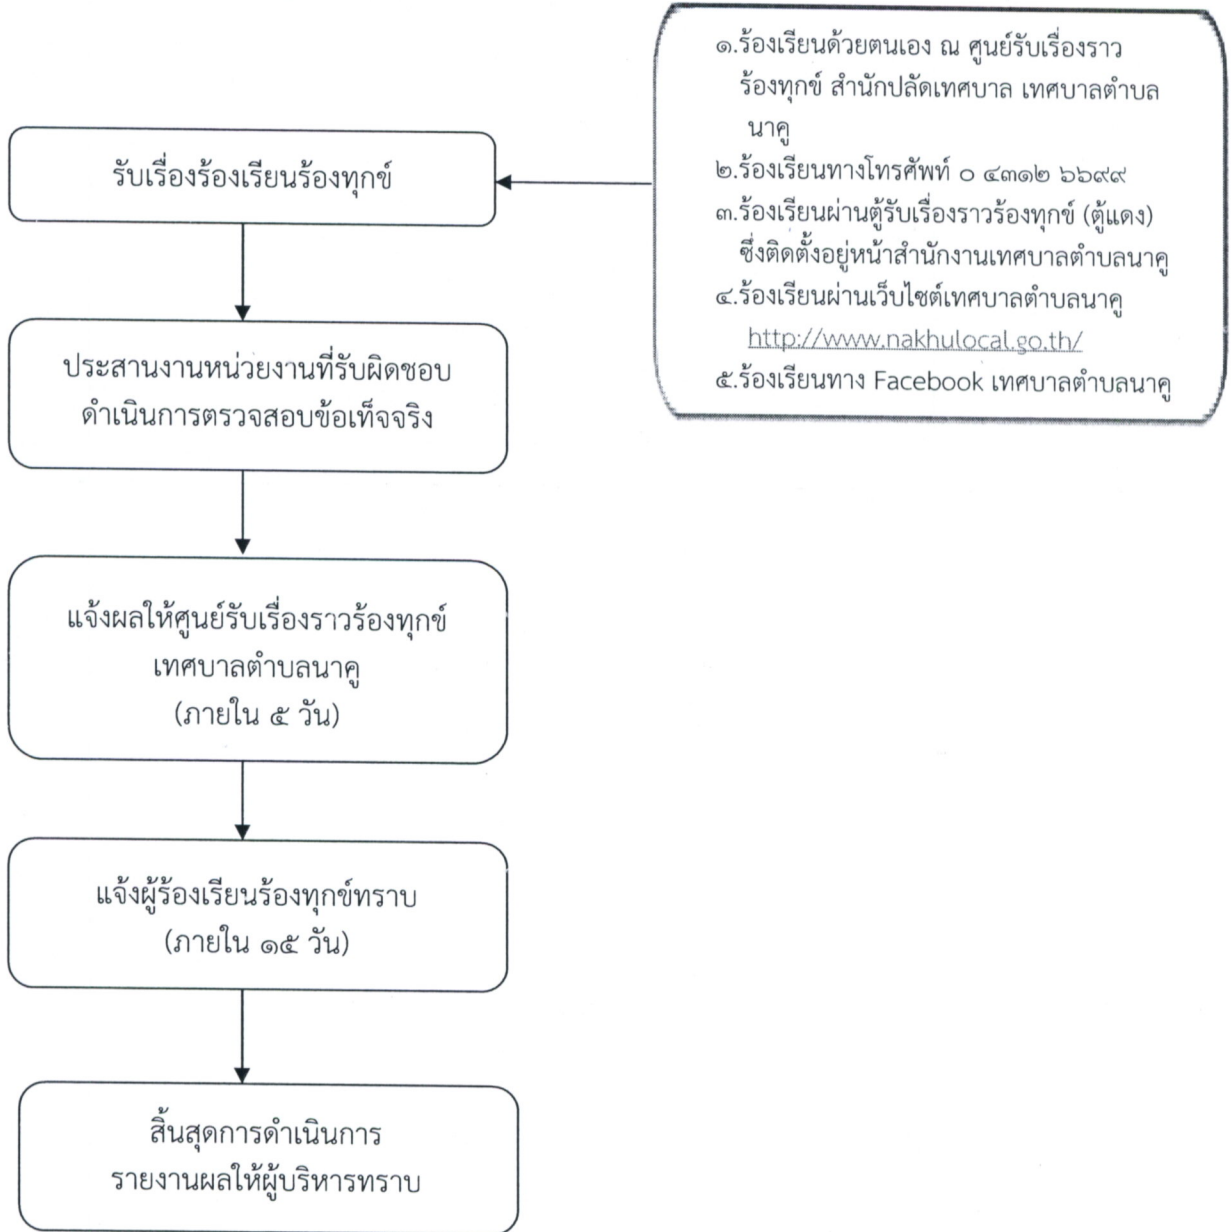 ๑.ร้องเรียนด้วยตนเอง ณ ศูนย์รับเรื่องราว
ร้องทุกข์ สำนักปลัดเทศบาล เทศบาลตำบล
นาคู
๒.ร้องเรียนทางโทรศัพท์ ๐ ๔๓๑๒ ๖๖๙๙
๓.ร้องเรียนผ่านตู้รับเรื่องราวร้องทุกข์ (ตู้แดง)
ซึ่งติดตั้งอยู่หน้าสำนักงานเทศบาลตำบลนาคู
๔.ร้องเรียนผ่านเว็บไซต์เทศบาลตำบลนาคู
http://www.nakhulocal.go.th/
๕.ร้องเรียนทาง Facebook เทศบาลตำบลนาคู
รับเรื่องร้องเรียนร้องทุกข์
ประสานงานหน่วยงานที่รับผิดชอบ
ดำเนินการตรวจสอบข้อเท็จจริง
แจ้งผลให้ศูนย์รับเรื่องราวร้องทุกข์
เทศบาลตำบลนาคู
(ภายใน ๕ วัน)
แจ้งผู้ร้องเรียนร้องทุกข์ทราบ
(ภายใน ๑๕ วัน)
สิ้นสุดการดำเนินการ
รายงานผลให้ผู้บริหารทราบ